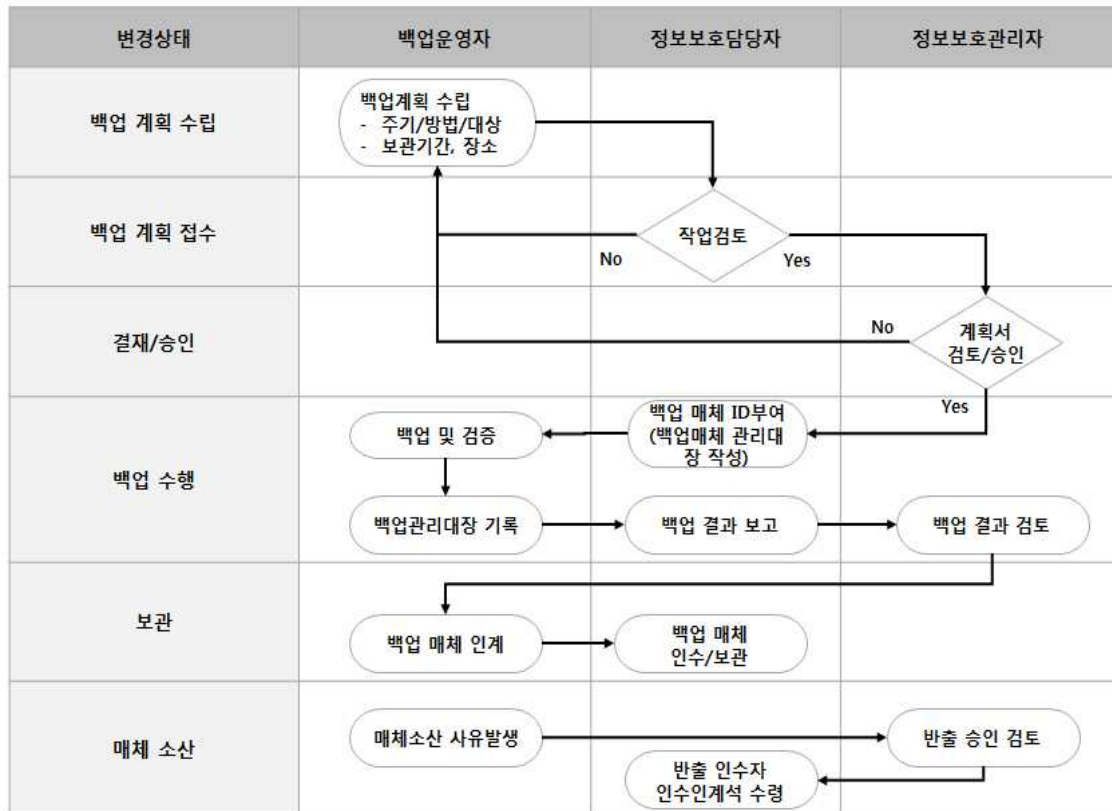 변경상태 백업운영자 정보보호담당자 정보보호관리자
백업 계획 수립
백업계획 수립
- 주기/방법/대상
- 보관기간, 장소
백업 계획 접수
작업검토
No
Yes
결재/승인
No
계획서
검토/승인
Yes
백업 수행
백업 및 검증
백업 매체 ID부여
(백업매체 관리대
장 작성)
백업관리대장 기록
백업 결과 보고
백업 결과 검토
보관
백업 매체 인계
백업 매체
인수/보관
매체 소산
매체소산 사유발생
반출 승인 검토
반출 인수자
인수인계석 수령